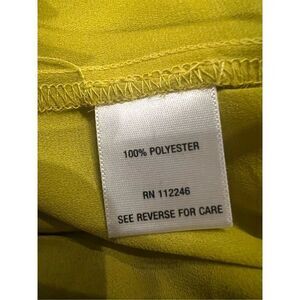 100% POLYESTER
RN 112246
SEE REVERSE FOR CARE